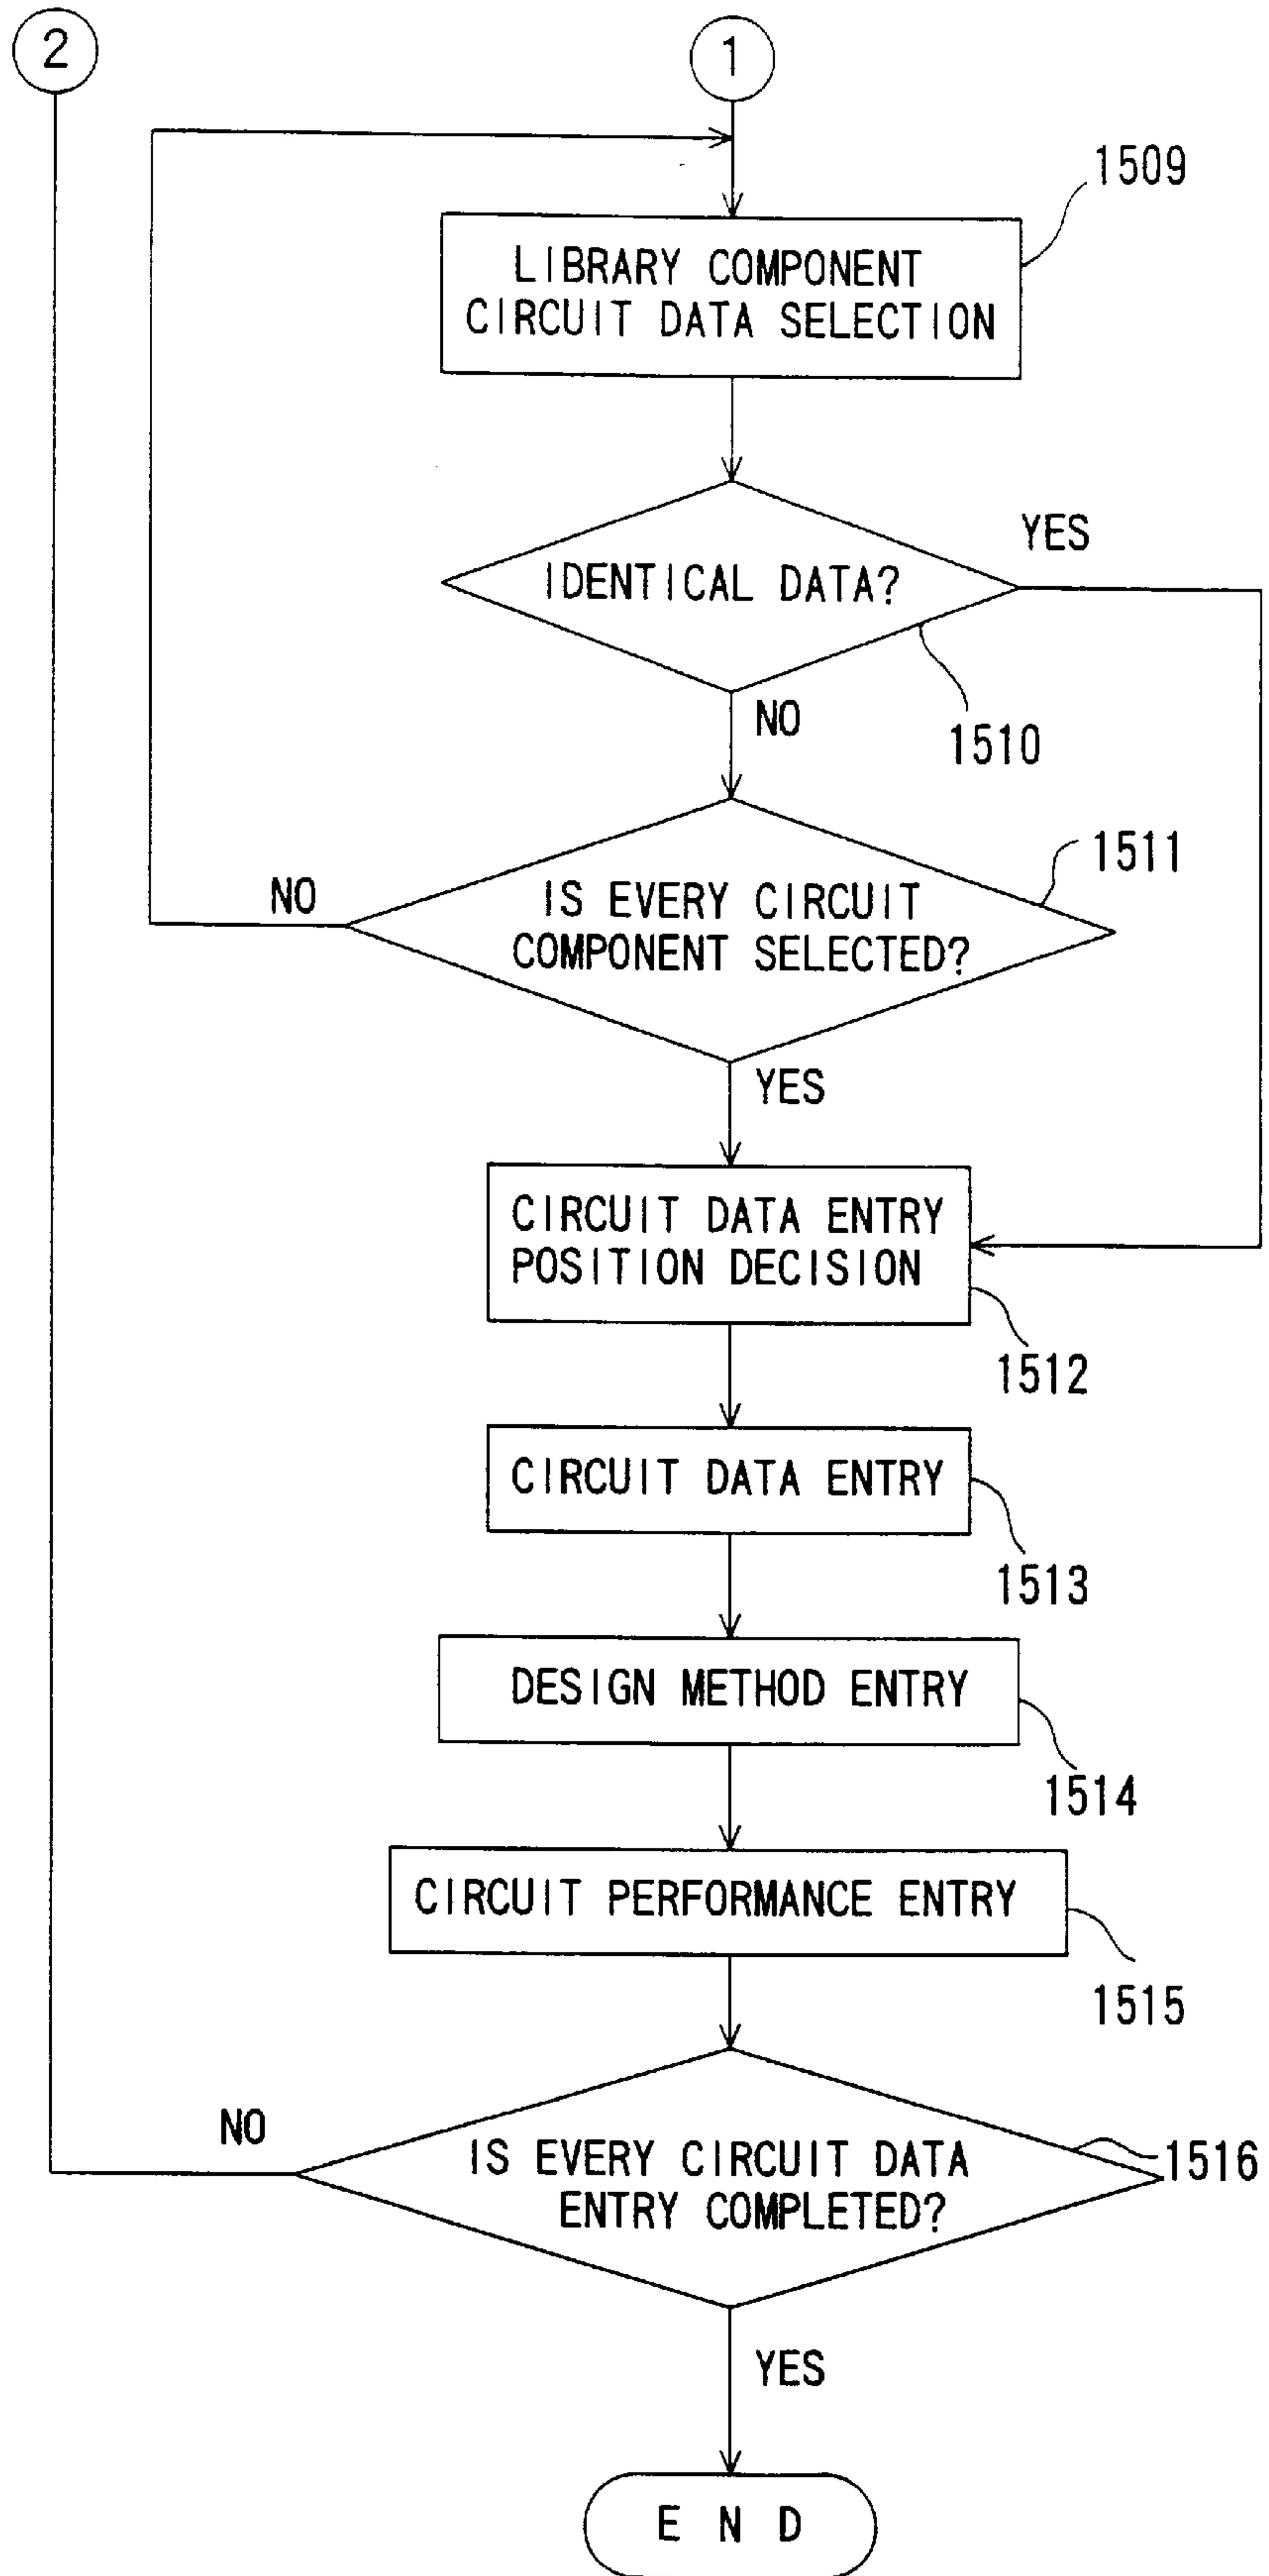 2
1
1509
LIBRARY COMPONENT
CIRCUIT DATA SELECTION
YES
IDENTICAL DATA?
NO
1510
1511
NO
IS EVERY CIRCUIT
COMPONENT SELECTED?
YES
CIRCUIT DATA ENTRY
POSITION DECISION
1512
CIRCUIT DATA ENTRY
1513
DESIGN METHOD ENTRY
1514
CIRCUIT PERFORMANCE ENTRY
1515
NO
IS EVERY CIRCUIT DATA
ENTRY COMPLETED?
1516
YES
END